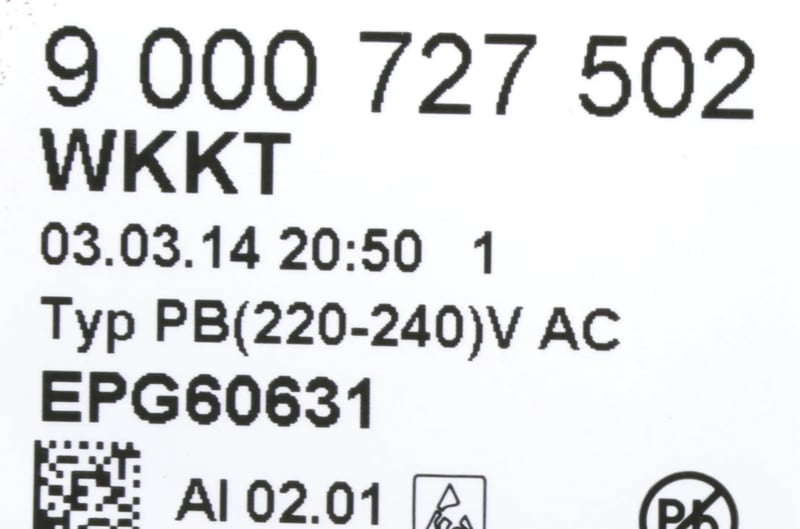 9 000 727 502
WKKT
03.03.14 20:50 1
Typ PB(220-240)V AC
EPG60631
AI 02.01
Pb